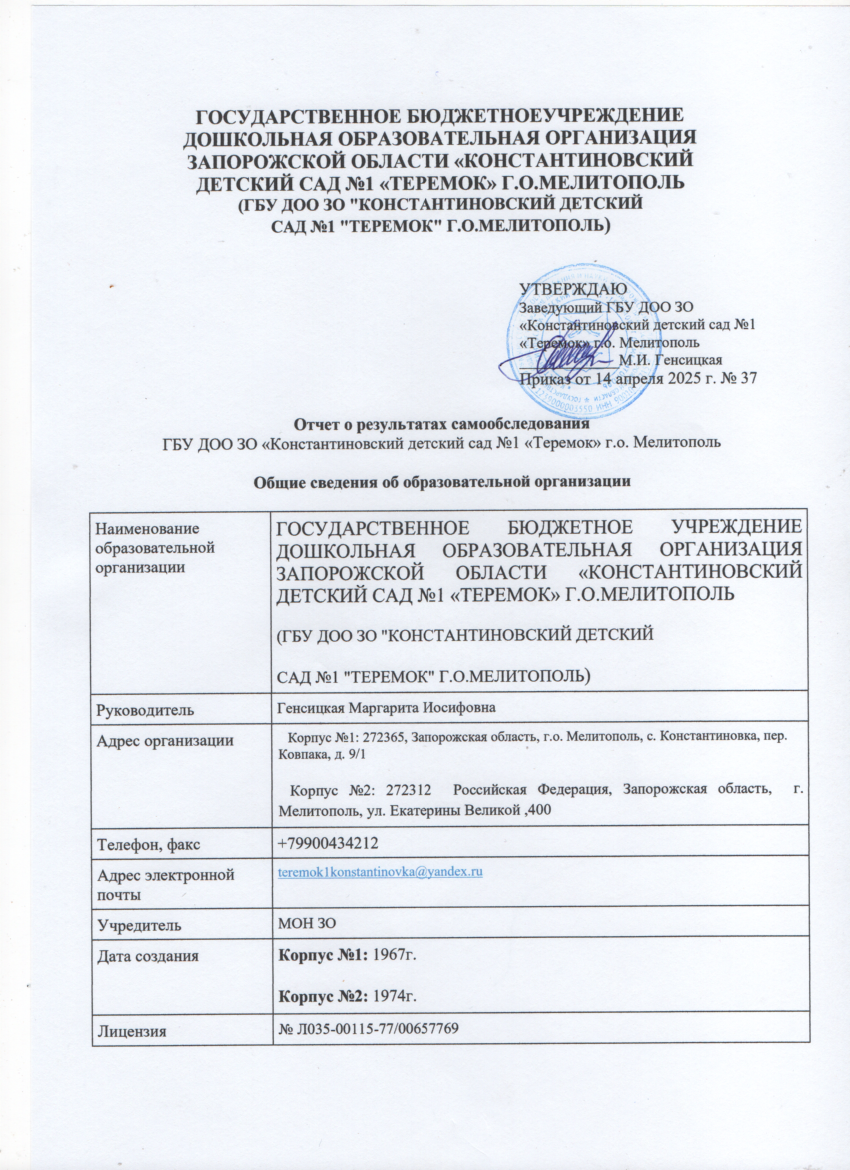 ГОСУДАРСТВЕННОЕ БЮДЖЕТНОЕУЧРЕЖДЕНИЕ
ДОШКОЛЬНАЯ ОБРАЗОВАТЕЛЬНАЯ ОРГАНИЗАЦИЯ
ЗАПОРОЖСКОЙ ОБЛАСТИ «КОНСТАНТИНОВСКИЙ
ДЕТСКИЙ САД №1 «ТЕРЕМОК» Г.О.МЕЛИТОПОЛЬ
(ГБУ ДОО ЗО "КОНСТАНТИНОВСКИЙ ДЕТСКИЙ
САД №1 "ТЕРЕМОК" Г.О.МЕЛИТОПОЛЬ)
УТВЕРЖДАЮ
Заведующий ГБУ ДОО ЗО
«Константиновский детский сад №1
«Теремок» г.о. Мелитополь
М.И. Генсицкая
Приказ от 14 апреля 2025 г. № 37
Отчет о результатах самообследования
ГБУ ДОО ЗО «Константиновский детский сад №1 «Теремок» г.о. Мелитополь
Общие сведения об образовательной организации
Наименование
образовательной
организации
ГОСУДАРСТВЕННОЕ БЮДЖЕТНОЕ УЧРЕЖДЕНИЕ
ДОШКОЛЬНАЯ ОБРАЗОВАТЕЛЬНАЯ ОРГАНИЗАЦИЯ
ЗАПОРОЖСКОЙ ОБЛАСТИ «КОНСТАНТИНОВСКИЙ
ДЕТСКИЙ САД №1 «ТЕРЕМОК» Г.О.МЕЛИТОПОЛЬ
(ГБУ ДОО ЗО "КОНСТАНТИНОВСКИЙ ДЕТСКИЙ
САД №1 "ТЕРЕМОК" Г.О.МЕЛИТОПОЛЬ)
Руководитель
Генсицкая Маргарита Иосифовна
Адрес организации
Корпус №1: 272365, Запорожская область, г.о. Мелитополь, с. Константиновка, пер.
Ковпака, д. 9/1
Корпус №2: 272312 Российская Федерация, Запорожская область, г.
Мелитополь, ул. Екатерины Великой ,400
Телефон, факс
+79900434212
Адрес электронной
почты
teremok1konstantinovka@yandex.ru
Учредитель
МОН ЗО
Дата создания
Корпус №1: 1967г.
Корпус №2: 1974г.
Лицензия
№ Л035-00115-77/00657769